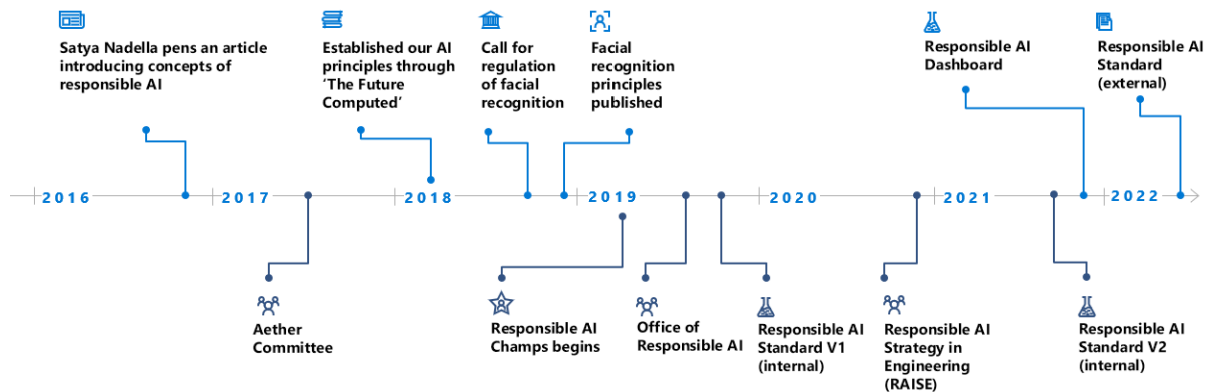 Satya Nadella pens an article
introducing concepts of
responsible AI
Established our AI
principles through
‘The Future
Computed’
Call for
regulation
of facial
recognition
Facial
recognition
principles
published
Responsible AI
Dashboard
Responsible AI
Standard
(external)
2016
2017
2018
2019
2020
2021
2022
Aether
Committee
Responsible AI
Champs begins
Office of
Responsible AI
Responsible AI
Standard V1
(internal)
Responsible AI
Strategy in
Engineering
(RAISE)
Responsible AI
Standard V2
(internal)